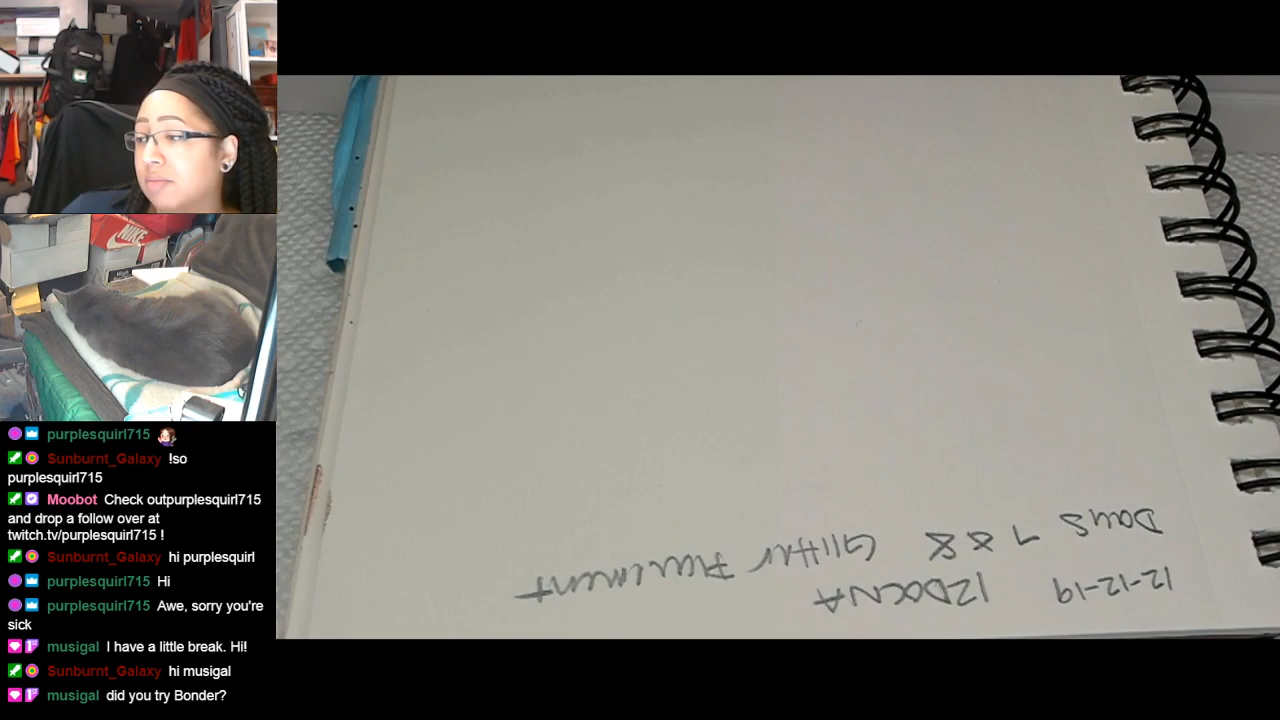 NIKE
High
purplesquirl715
Sunburnt_Galaxy !so
purplesquirl715
Moobot Check outpurplesquirl715
and drop a follow over at
twitch.tv/purplesquirl715 !
Sunburnt_Galaxy hi purplesquirl
purplesquirl715 Hi
purplesquirl715 Awe, sorry you're
sick
musigal I have a little break. Hi!
Sunburnt_Galaxy hi musigal
musigal did you try Bonder?
12-12-19 12DOCNA
Days 7 & 8 Glitter Placement